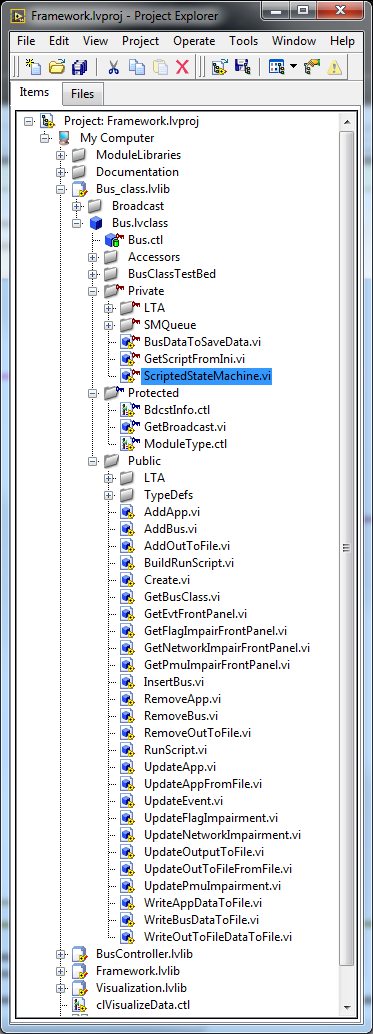 Framework.lvproj - Project Explorer
File Edit View Project Operate Tools Window Help
Items Files
Project: Framework.lvproj
My Computer
ModuleLibraries
Documentation
Bus_class.lvlib
Broadcast
Bus.lvclass
Bus.ctl
Accessors
BusClassTestBed
Private
LTA
SMQueue
BusDataToSaveData.vi
GetScriptFromIni.vi
ScriptedStateMachine.vi
Protected
BdcstInfo.ctl
GetBroadcast.vi
ModuleType.ctl
Public
LTA
TypeDefs
AddApp.vi
AddBus.vi
AddOutToFile.vi
BuildRunScript.vi
Create.vi
GetBusClass.vi
GetEvtFrontPanel.vi
GetFlagImpairFrontPanel.vi
GetNetworkImpairFrontPanel.vi
GetPmuImpairFrontPanel.vi
InsertBus.vi
RemoveApp.vi
RemoveBus.vi
RemoveOutToFile.vi
RunScript.vi
UpdateApp.vi
UpdateAppFromFile.vi
UpdateEvent.vi
UpdateFlagImpairment.vi
UpdateNetworkImpairment.vi
UpdateOutputToFile.vi
UpdateOutToFileFromFile.vi
UpdatePmuImpairment.vi
WriteAppDataToFile.vi
WriteBusDataToFile.vi
WriteOutToFileDataToFile.vi
BusController.lvlib
Framework.lvlib
Visualization.lvlib
clVisualizeData.ctl